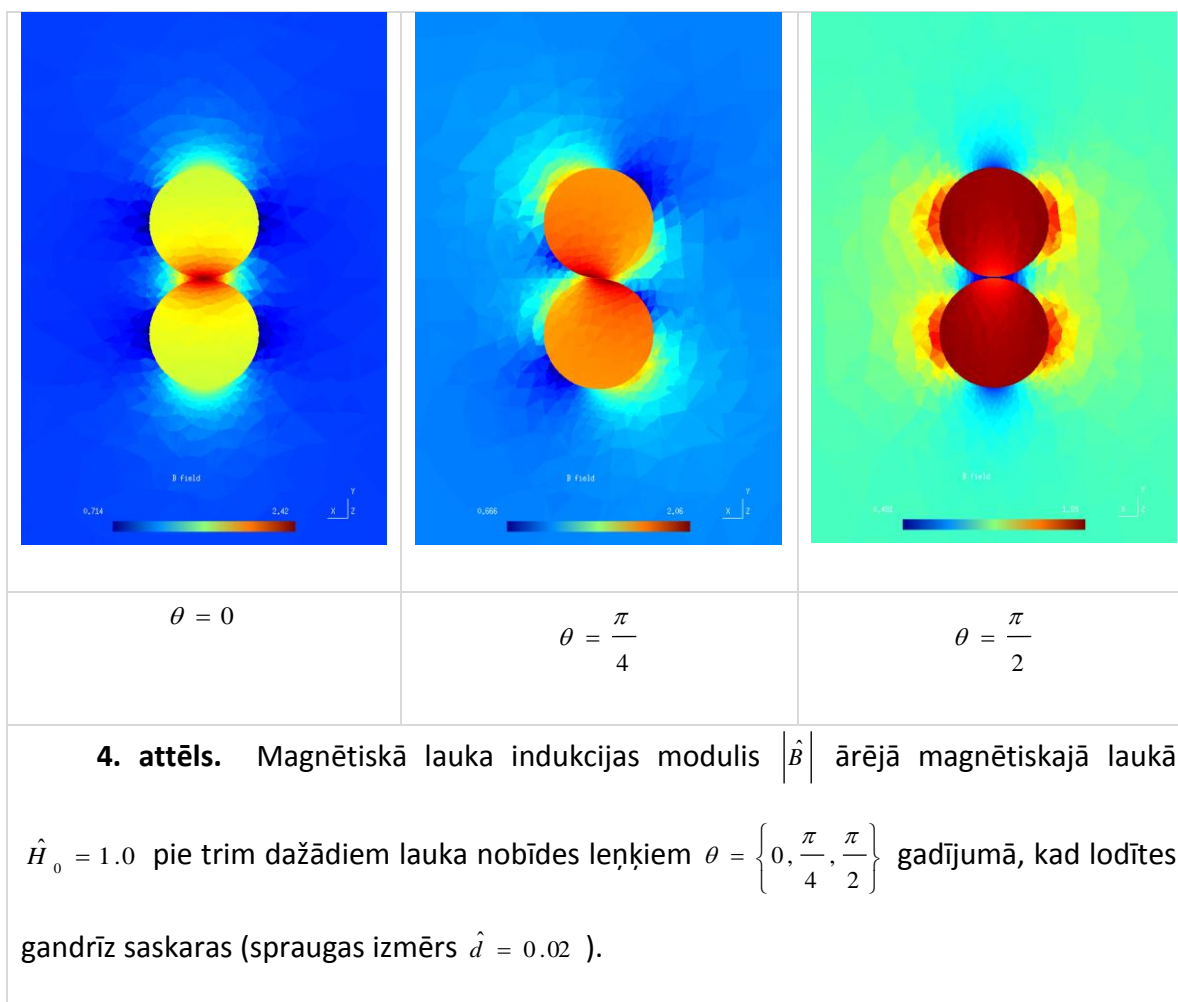 B field
0.714 2.42
Y
X Z
B field
0.666 2.06
Y
X Z
B field
Y
X Z
θ = 0
θ = π/4
θ = π/2
4. attēls. Magnētiskā lauka indukcijas modulis |B̂| ārējā magnētiskajā laukā
Ĥ₀ = 1.0 pie trim dažādiem lauka nobīdes leņķiem θ = {0, π/4, π/2} gadījumā, kad lodītes
gandrīz saskaras (spraugas izmērs d̂ = 0.02 ).